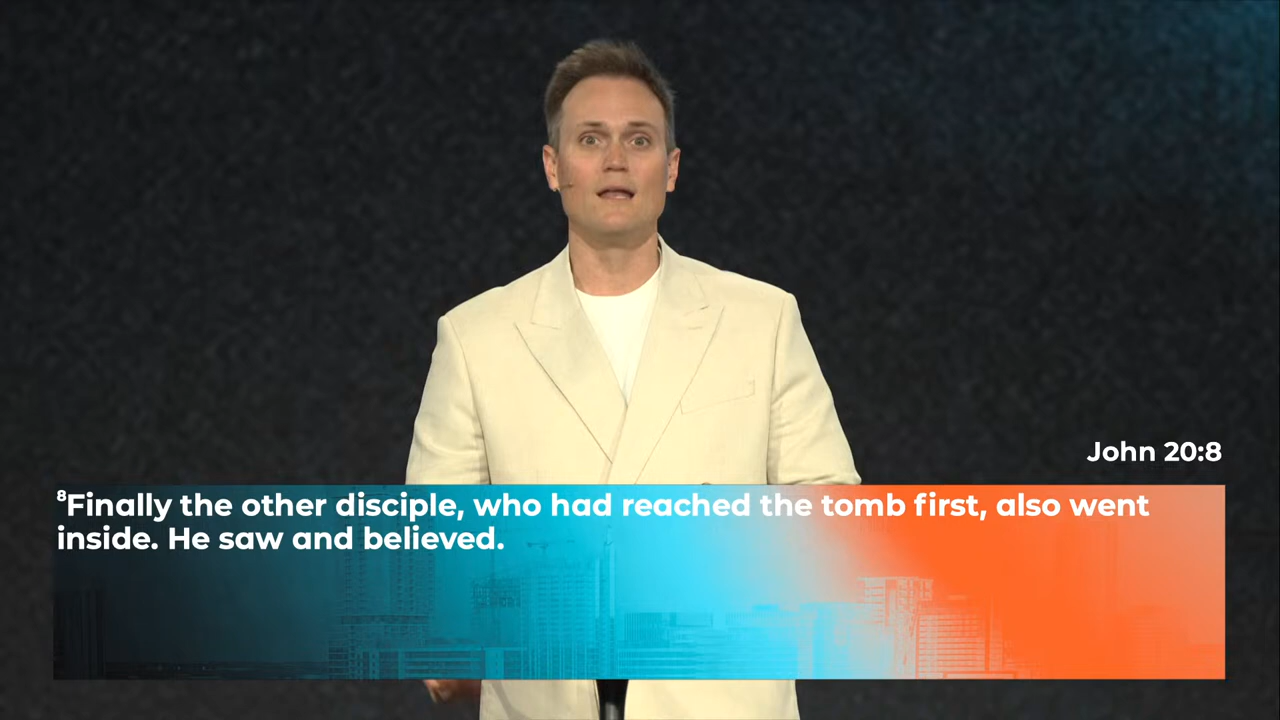 John 20:8
⁸Finally the other disciple, who had reached the tomb first, also went
inside. He saw and believed.